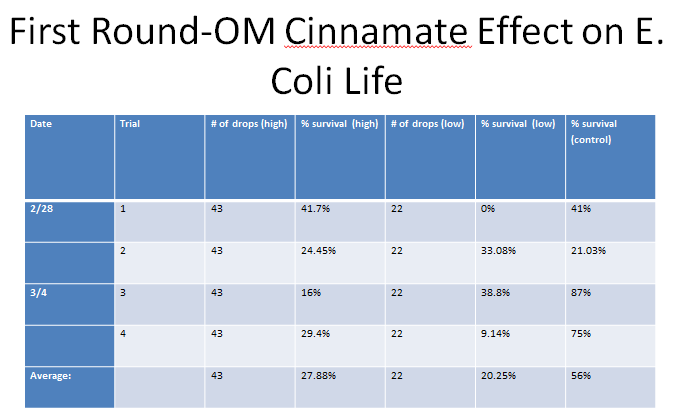 First Round-OM Cinnamate Effect on E.
Coli Life
Date Trial # of drops (high) % survival (high) # of drops (low) % survival (low) % survival
(control)
2/28 1 43 41.7% 22 0% 41%
2 43 24.45% 22 33.08% 21.03%
3/4 3 43 16% 22 38.8% 87%
4 43 29.4% 22 9.14% 75%
Average: 43 27.88% 22 20.25% 56%